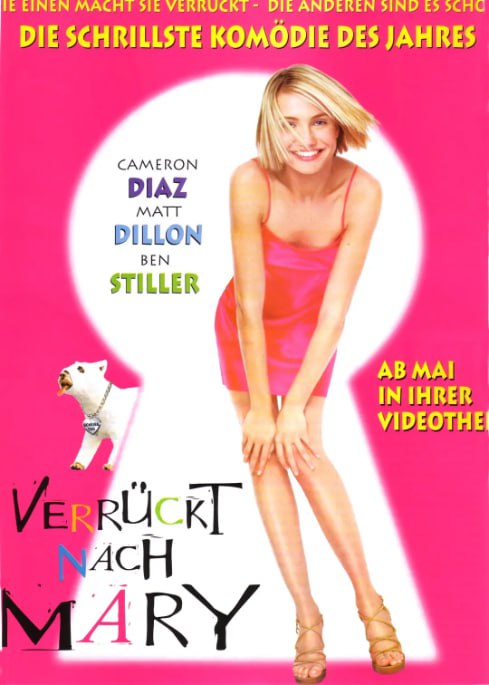 IE EINEN MACHT SIE VERRÜCKT - DIE ANDEREN SIND ES SCHO
DIE SCHRILLSTE KOMÖDIE DES JAHRES
CAMERON
DIAZ
MATT
DILLON
BEN
STILLER
AB MAI
IN IHRER
VIDEOTHE
VERRÜCKT
NACH
MARY